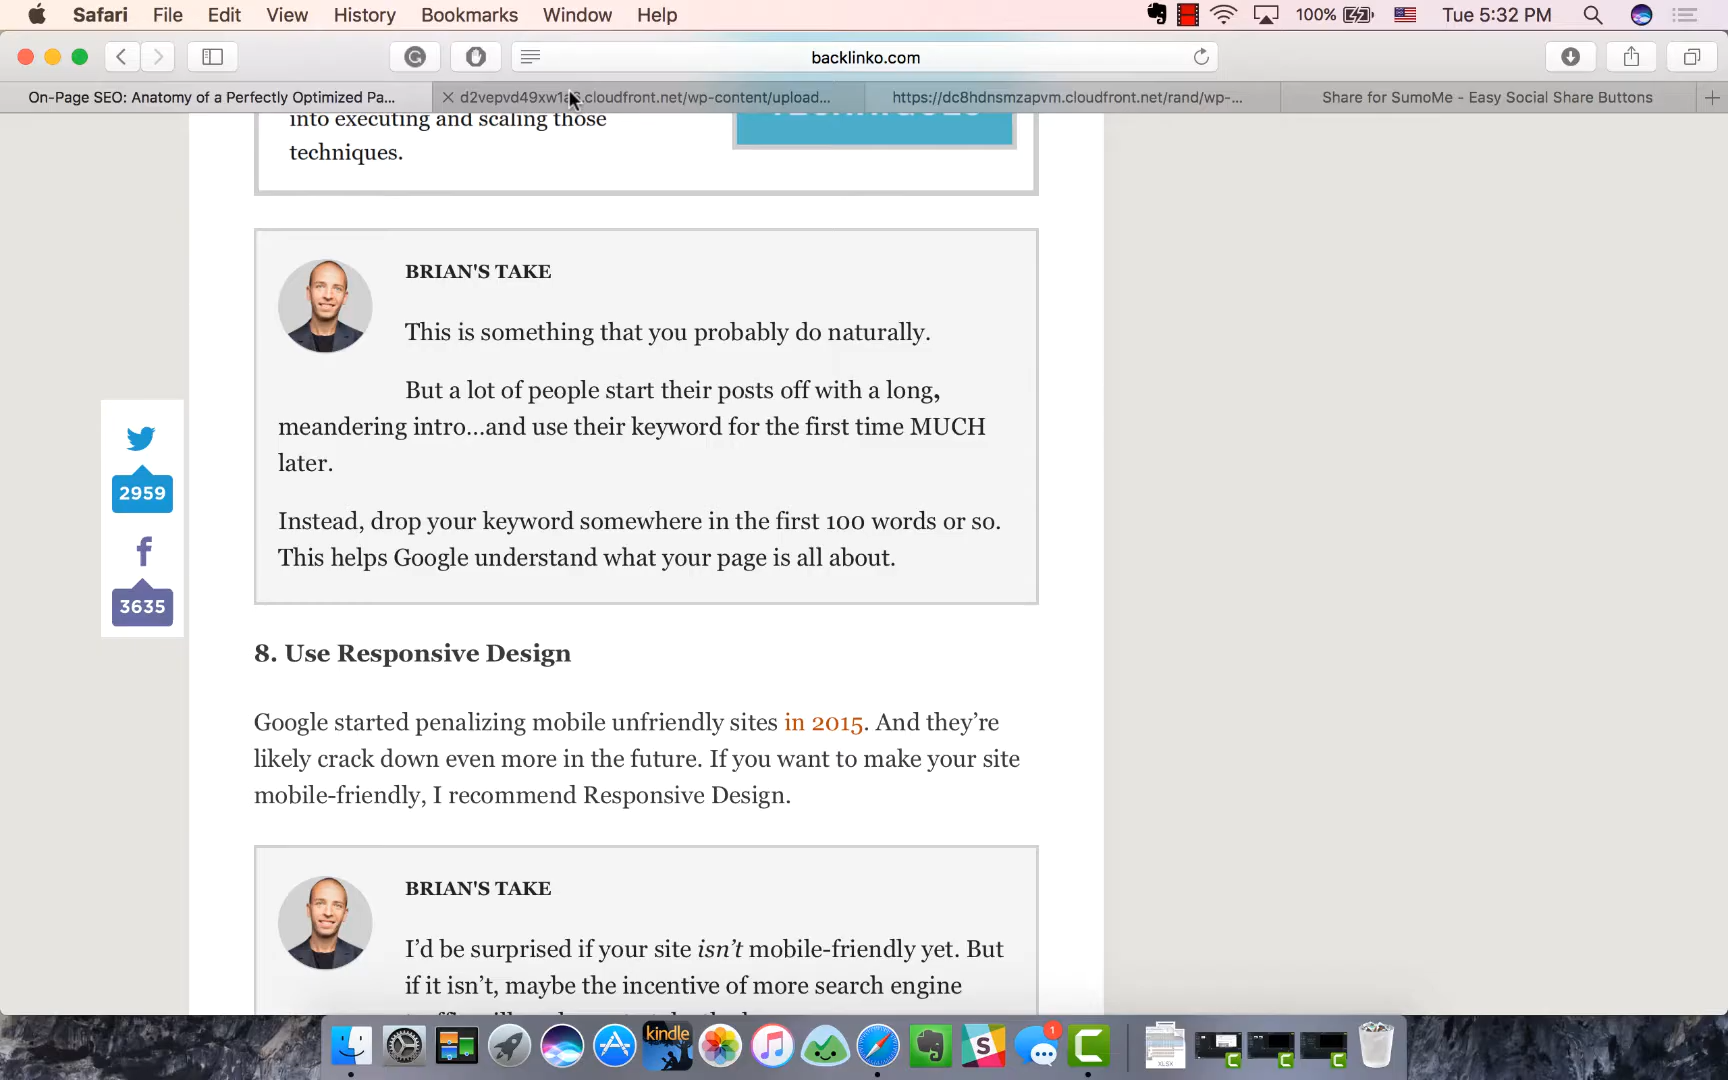 Safari File Edit View History Bookmarks Window Help 100% Tue 5:32 PM
backlinko.com
On-Page SEO: Anatomy of a Perfectly Optimized Pa... cloudfront.net/wp-content/upload... https://dc8hdnsmzapvm.cloudfront.net/rand/wp-... Share for SumoMe - Easy Social Share Buttons
into executing and scaling those
techniques.
BRIAN'S TAKE
This is something that you probably do naturally.
But a lot of people start their posts off with a long,
meandering intro…and use their keyword for the first time MUCH
later.
Instead, drop your keyword somewhere in the first 100 words or so.
This helps Google understand what your page is all about.
2959
3635
8. Use Responsive Design
Google started penalizing mobile unfriendly sites in 2015. And they’re
likely crack down even more in the future. If you want to make your site
mobile-friendly, I recommend Responsive Design.
BRIAN'S TAKE
I’d be surprised if your site isn’t mobile-friendly yet. But
if it isn’t, maybe the incentive of more search engine
kindle
1
XLSX